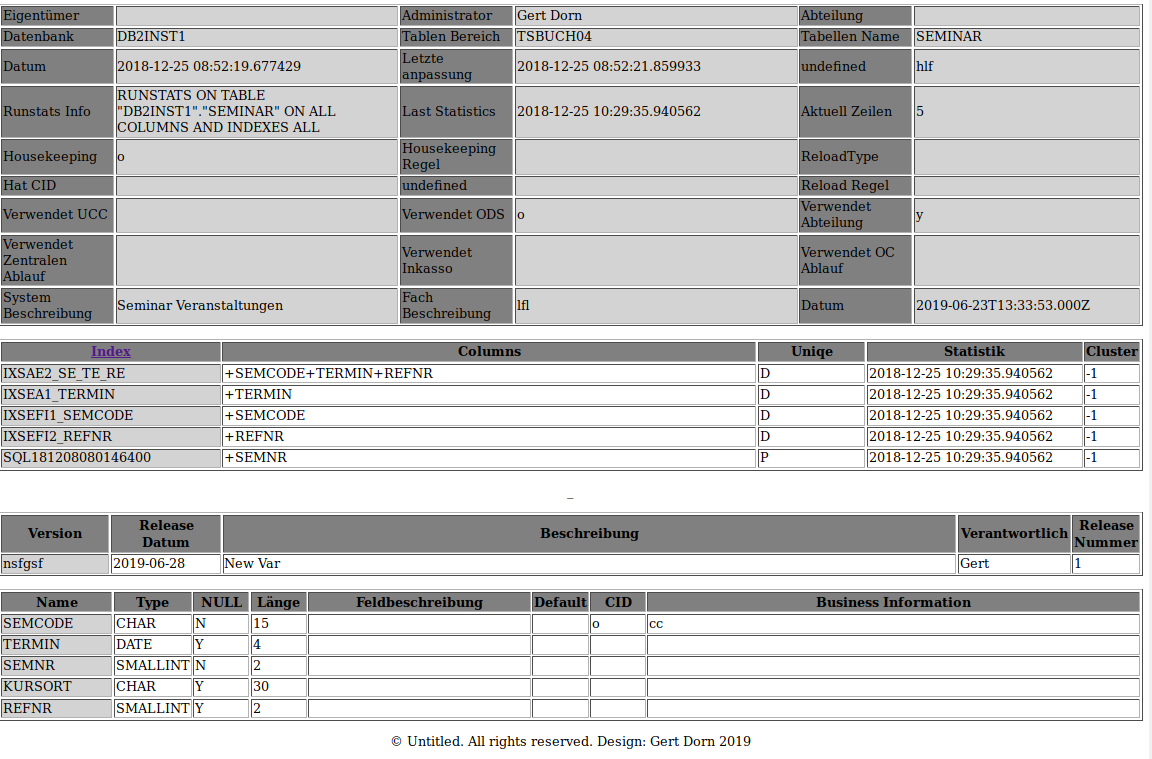 Eigentümer Administrator Gert Dorn Abteilung
Datenbank DB2INST1 Tablen Bereich TSBUCH04 Tabellen Name SEMINAR
Datum 2018-12-25 08:52:19.677429 Letzte anpassung 2018-12-25 08:52:21.859933 undefined hlf
Runstats Info RUNSTATS ON TABLE
"DB2INST1"."SEMINAR" ON ALL
COLUMNS AND INDEXES ALL
Last Statistics 2018-12-25 10:29:35.940562 Aktuell Zeilen 5
Housekeeping o Housekeeping Regel ReloadType
Hat CID undefined Reload Regel
Verwendet UCC Verwendet ODS o Verwendet Abteilung y
Verwendet Zentralen Ablauf Verwendet Inkasso Verwendet OC Ablauf
System Beschreibung Seminar Veranstaltungen Fach Beschreibung lfl Datum 2019-06-23T13:33:53.000Z
Index Columns Uniqe Statistik Cluster
IXSAE2_SE_TE_RE +SEMCODE+TERMIN+REFNR D 2018-12-25 10:29:35.940562 -1
IXSEA1_TERMIN +TERMIN D 2018-12-25 10:29:35.940562 -1
IXSEFI1_SEMCODE +SEMCODE D 2018-12-25 10:29:35.940562 -1
IXSEFI2_REFNR +REFNR D 2018-12-25 10:29:35.940562 -1
SQL181208080146400 +SEMNR P 2018-12-25 10:29:35.940562 -1
_
Version Release Datum Beschreibung Verantwortlich Release Nummer
nsfgsf 2019-06-28 New Var Gert 1
Name Type NULL Länge Feldbeschreibung Default CID Business Information
SEMCODE CHAR N 15 o cc
TERMIN DATE Y 4
SEMNR SMALLINT N 2
KURSORT CHAR Y 30
REFNR SMALLINT Y 2
© Untitled. All rights reserved. Design: Gert Dorn 2019